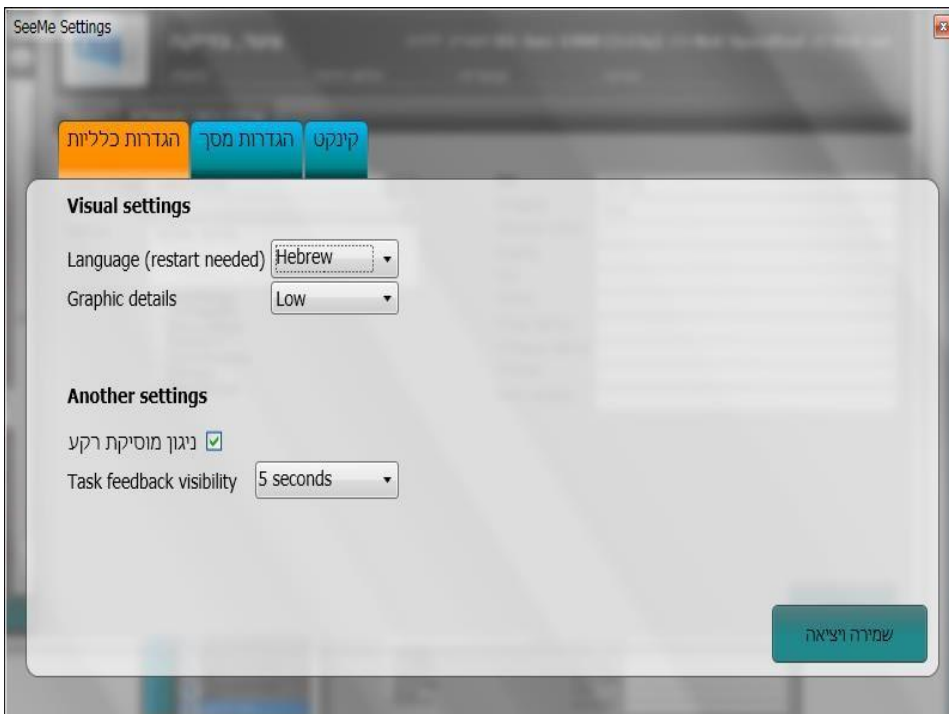 SeeMe Settings
הגדרות כלליות
הגדרות מסך
קינקט
Visual settings
Language (restart needed) Hebrew
Graphic details Low
Another settings
ניגון מוסיקת רקע
Task feedback visibility 5 seconds
שמירה ויציאה